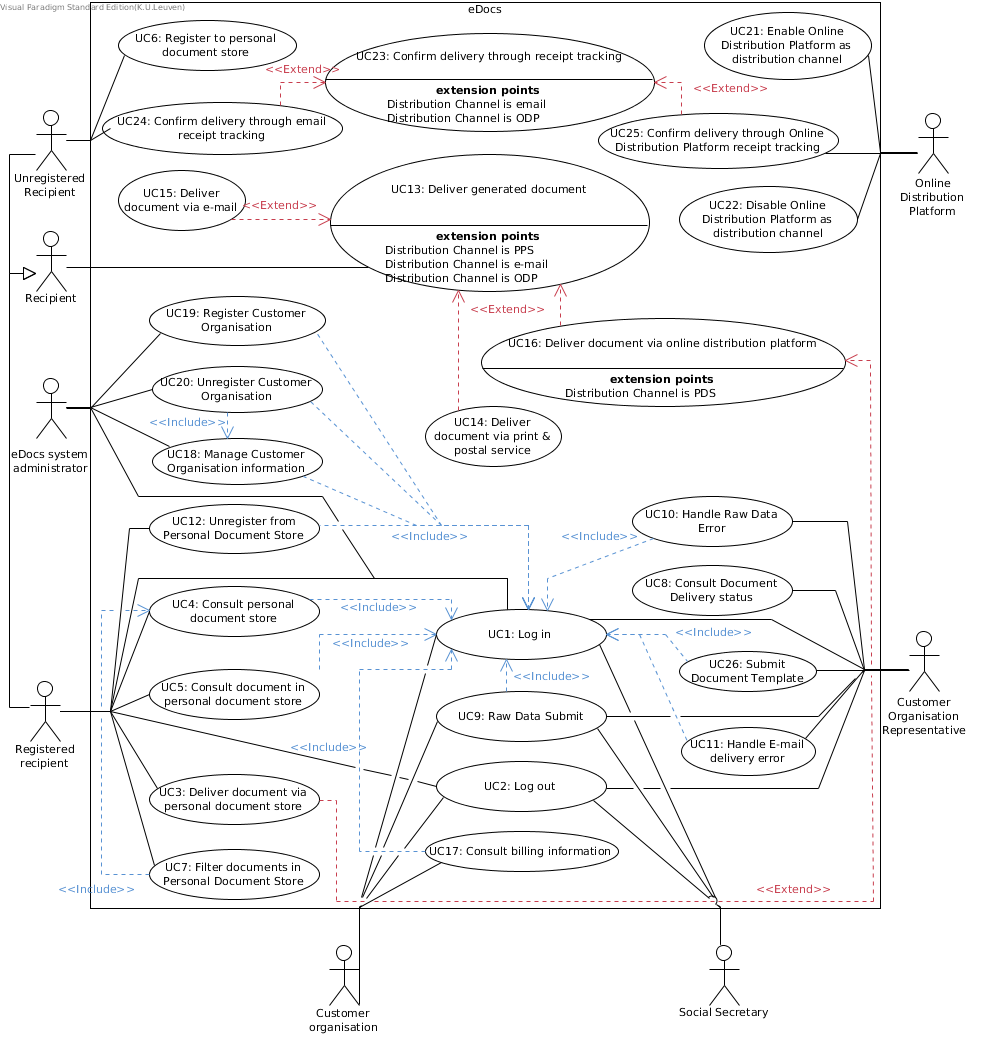 Visual Paradigm Standard Edition(K.U.Leuven)
eDocs
UC6: Register to personal
document store
<<Extend>>
UC23: Confirm delivery through receipt tracking
extension points
Distribution Channel is email
Distribution Channel is ODP
UC21: Enable Online
Distribution Platform as
distribution channel
<<Extend>>
UC24: Confirm delivery through email
receipt tracking
UC25: Confirm delivery through Online
Distribution Platform receipt tracking
Unregistered
Recipient
Online
Distribution
Platform
UC15: Deliver
document via e-mail
<<Extend>>
UC13: Deliver generated document
extension points
Distribution Channel is PPS
Distribution Channel is e-mail
Distribution Channel is ODP
UC22: Disable Online
Distribution Platform as
distribution channel
Recipient
<<Extend>>
UC19: Register Customer
Organisation
UC16: Deliver document via online distribution platform
extension points
Distribution Channel is PDS
UC20: Unregister Customer
Organisation
<<Include>>
UC14: Deliver
document via print &
postal service
eDocs system
administrator
UC18: Manage Customer
Organisation information
UC12: Unregister from
Personal Document Store
<<Include>>
<<Include>>
UC10: Handle Raw Data
Error
UC8: Consult Document
Delivery status
UC4: Consult personal
document store
<<Include>>
<<Include>>
UC1: Log in
<<Include>>
UC26: Submit
Document Template
<<Include>>
UC5: Consult document in
personal document store
UC9: Raw Data Submit
Customer
Organisation
Representative
UC11: Handle E-mail
delivery error
Registered
recipient
<<Include>>
UC3: Deliver document via
personal document store
UC2: Log out
UC17: Consult billing information
UC7: Filter documents in
Personal Document Store
<<Include>>
<<Extend>>
Customer
organisation
Social Secretary